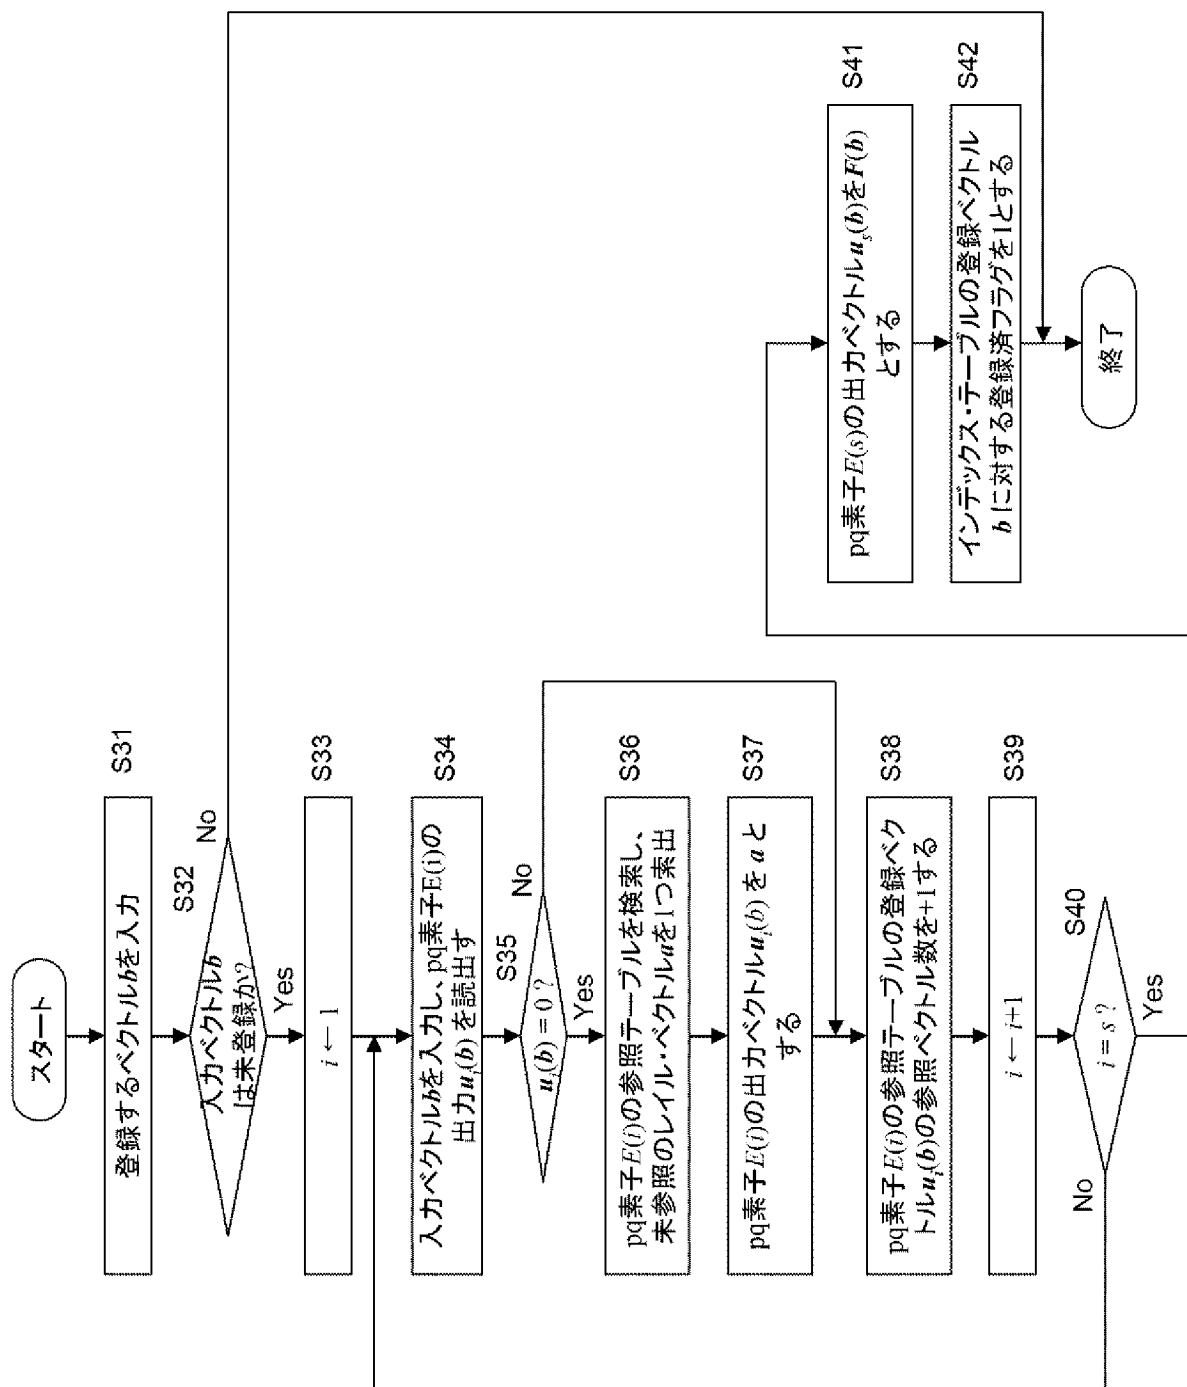 スタート
登録するベクトルbを入力
S31
入力ベクトルb
は未登録か?
S32
No
Yes
i ← 1
S33
入力ベクトルbを入力し、pq素子E(i)の
出力uᵢ(b)を読出す
S34
uᵢ(b) = 0 ?
S35
No
Yes
pq素子E(i)の参照テーブルを検索し、
未参照のレイル・ベクトルaを1つ索出
S36
pq素子E(i)の出力ベクトルuᵢ(b)をaと
する
S37
pq素子E(i)の参照テーブルの登録ベク
トルuᵢ(b)の参照ベクトル数を+1する
S38
i ← i+1
S39
i = s ?
S40
No
Yes
pq素子E(s)の出力ベクトルuₛ(b)をF(b)
とする
S41
インデックス・テーブルの登録ベクトル
bに対する登録済フラグを1とする
S42
終了